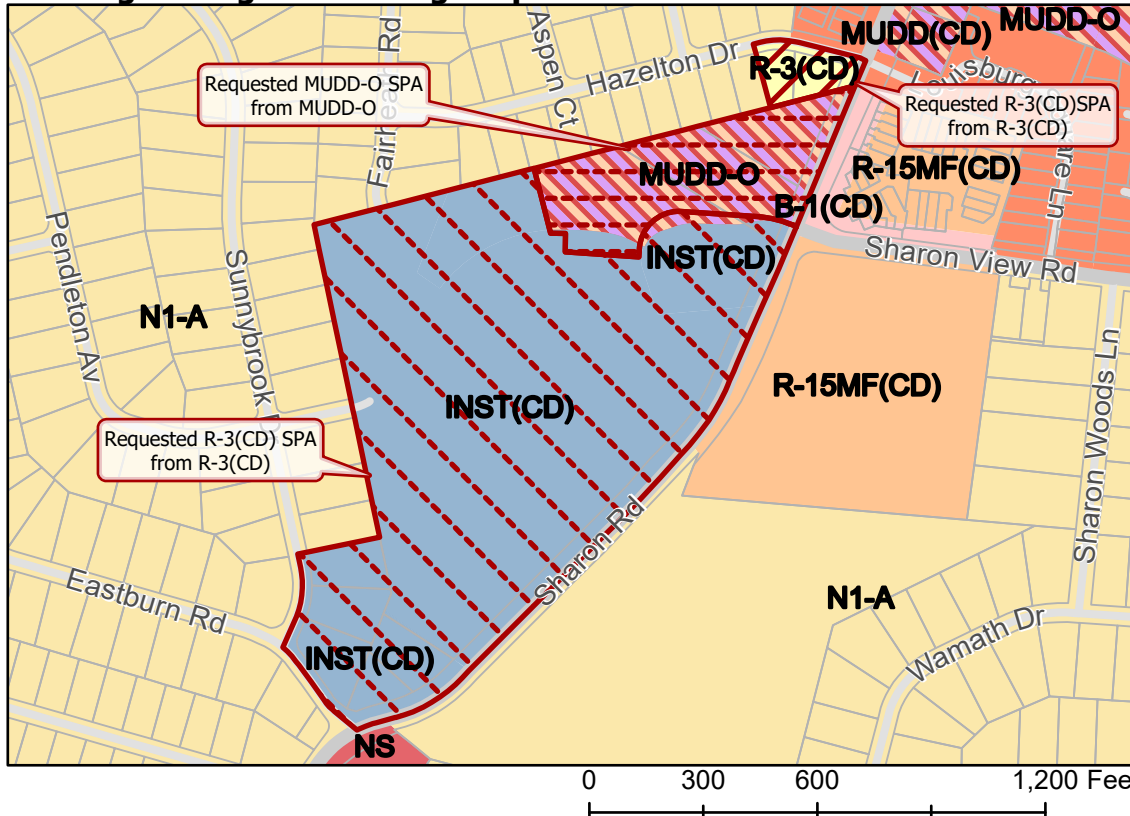 Fairheath Rd
Aspen Ct
Hazelton Dr
MUDD(CD)
MUDD-O
Requested MUDD-O SPA
from MUDD-O
R-3(CD)
Requested R-3(CD)SPA
from R-3(CD)
MUDD-O
R-15MF(CD)
B-1(CD)
INST(CD)
Sharon View Rd
Pendleton Av
Sunnybrook
N1-A
INST(CD)
R-15MF(CD)
Sharon Woods Ln
Requested R-3(CD) SPA
from R-3(CD)
Sharon Rd
Eastburn Rd
N1-A
Wamath Dr
INST(CD)
NS
0 300 600 1,200 Fee